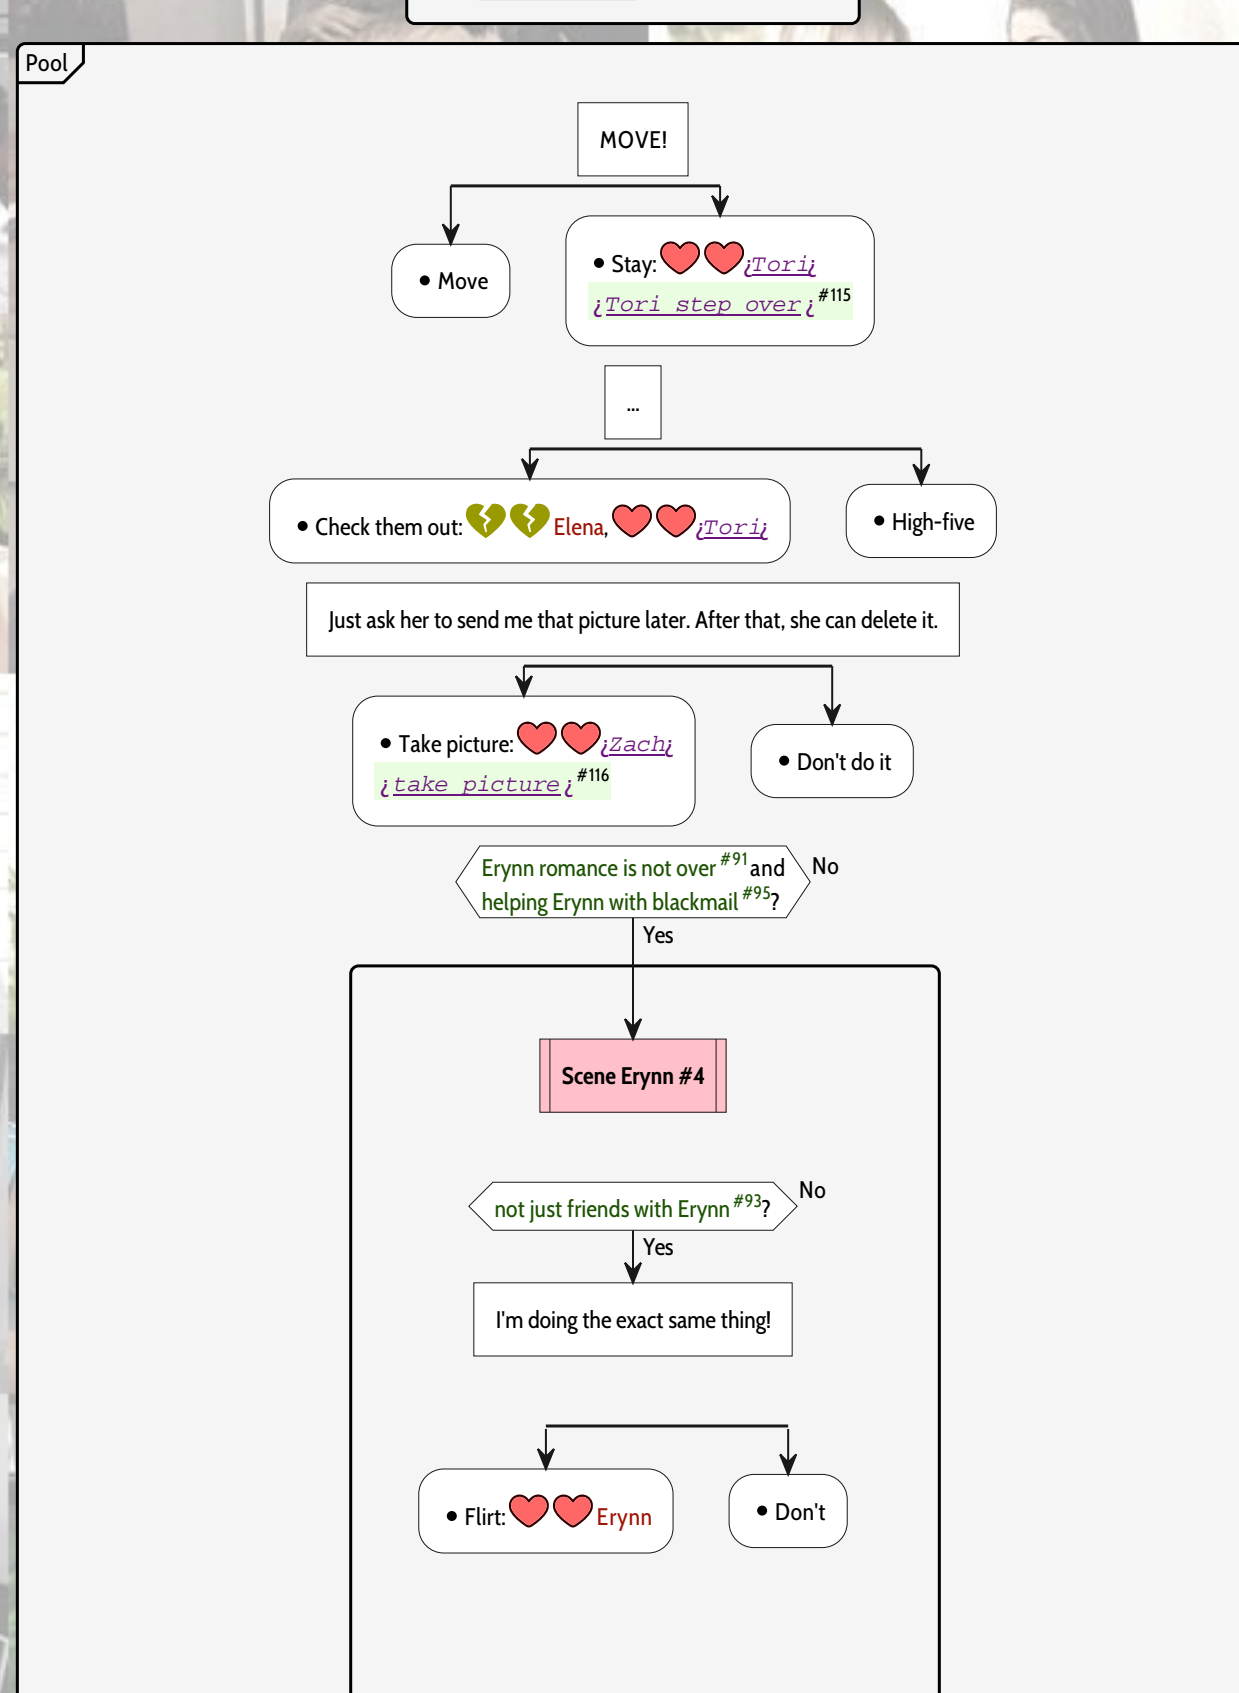 Pool
MOVE!
• Move
• Stay: ¿Tori¿
¿Tori step over¿ #115
...
• Check them out: Elena, ¿Tori¿
• High-five
Just ask her to send me that picture later. After that, she can delete it.
• Take picture: ¿Zach¿
¿take picture¿ #116
• Don't do it
Erynn romance is not over #91 and
helping Erynn with blackmail #95?
No
Yes
Scene Erynn #4
not just friends with Erynn #93?
No
Yes
I'm doing the exact same thing!
• Flirt: Erynn
• Don't